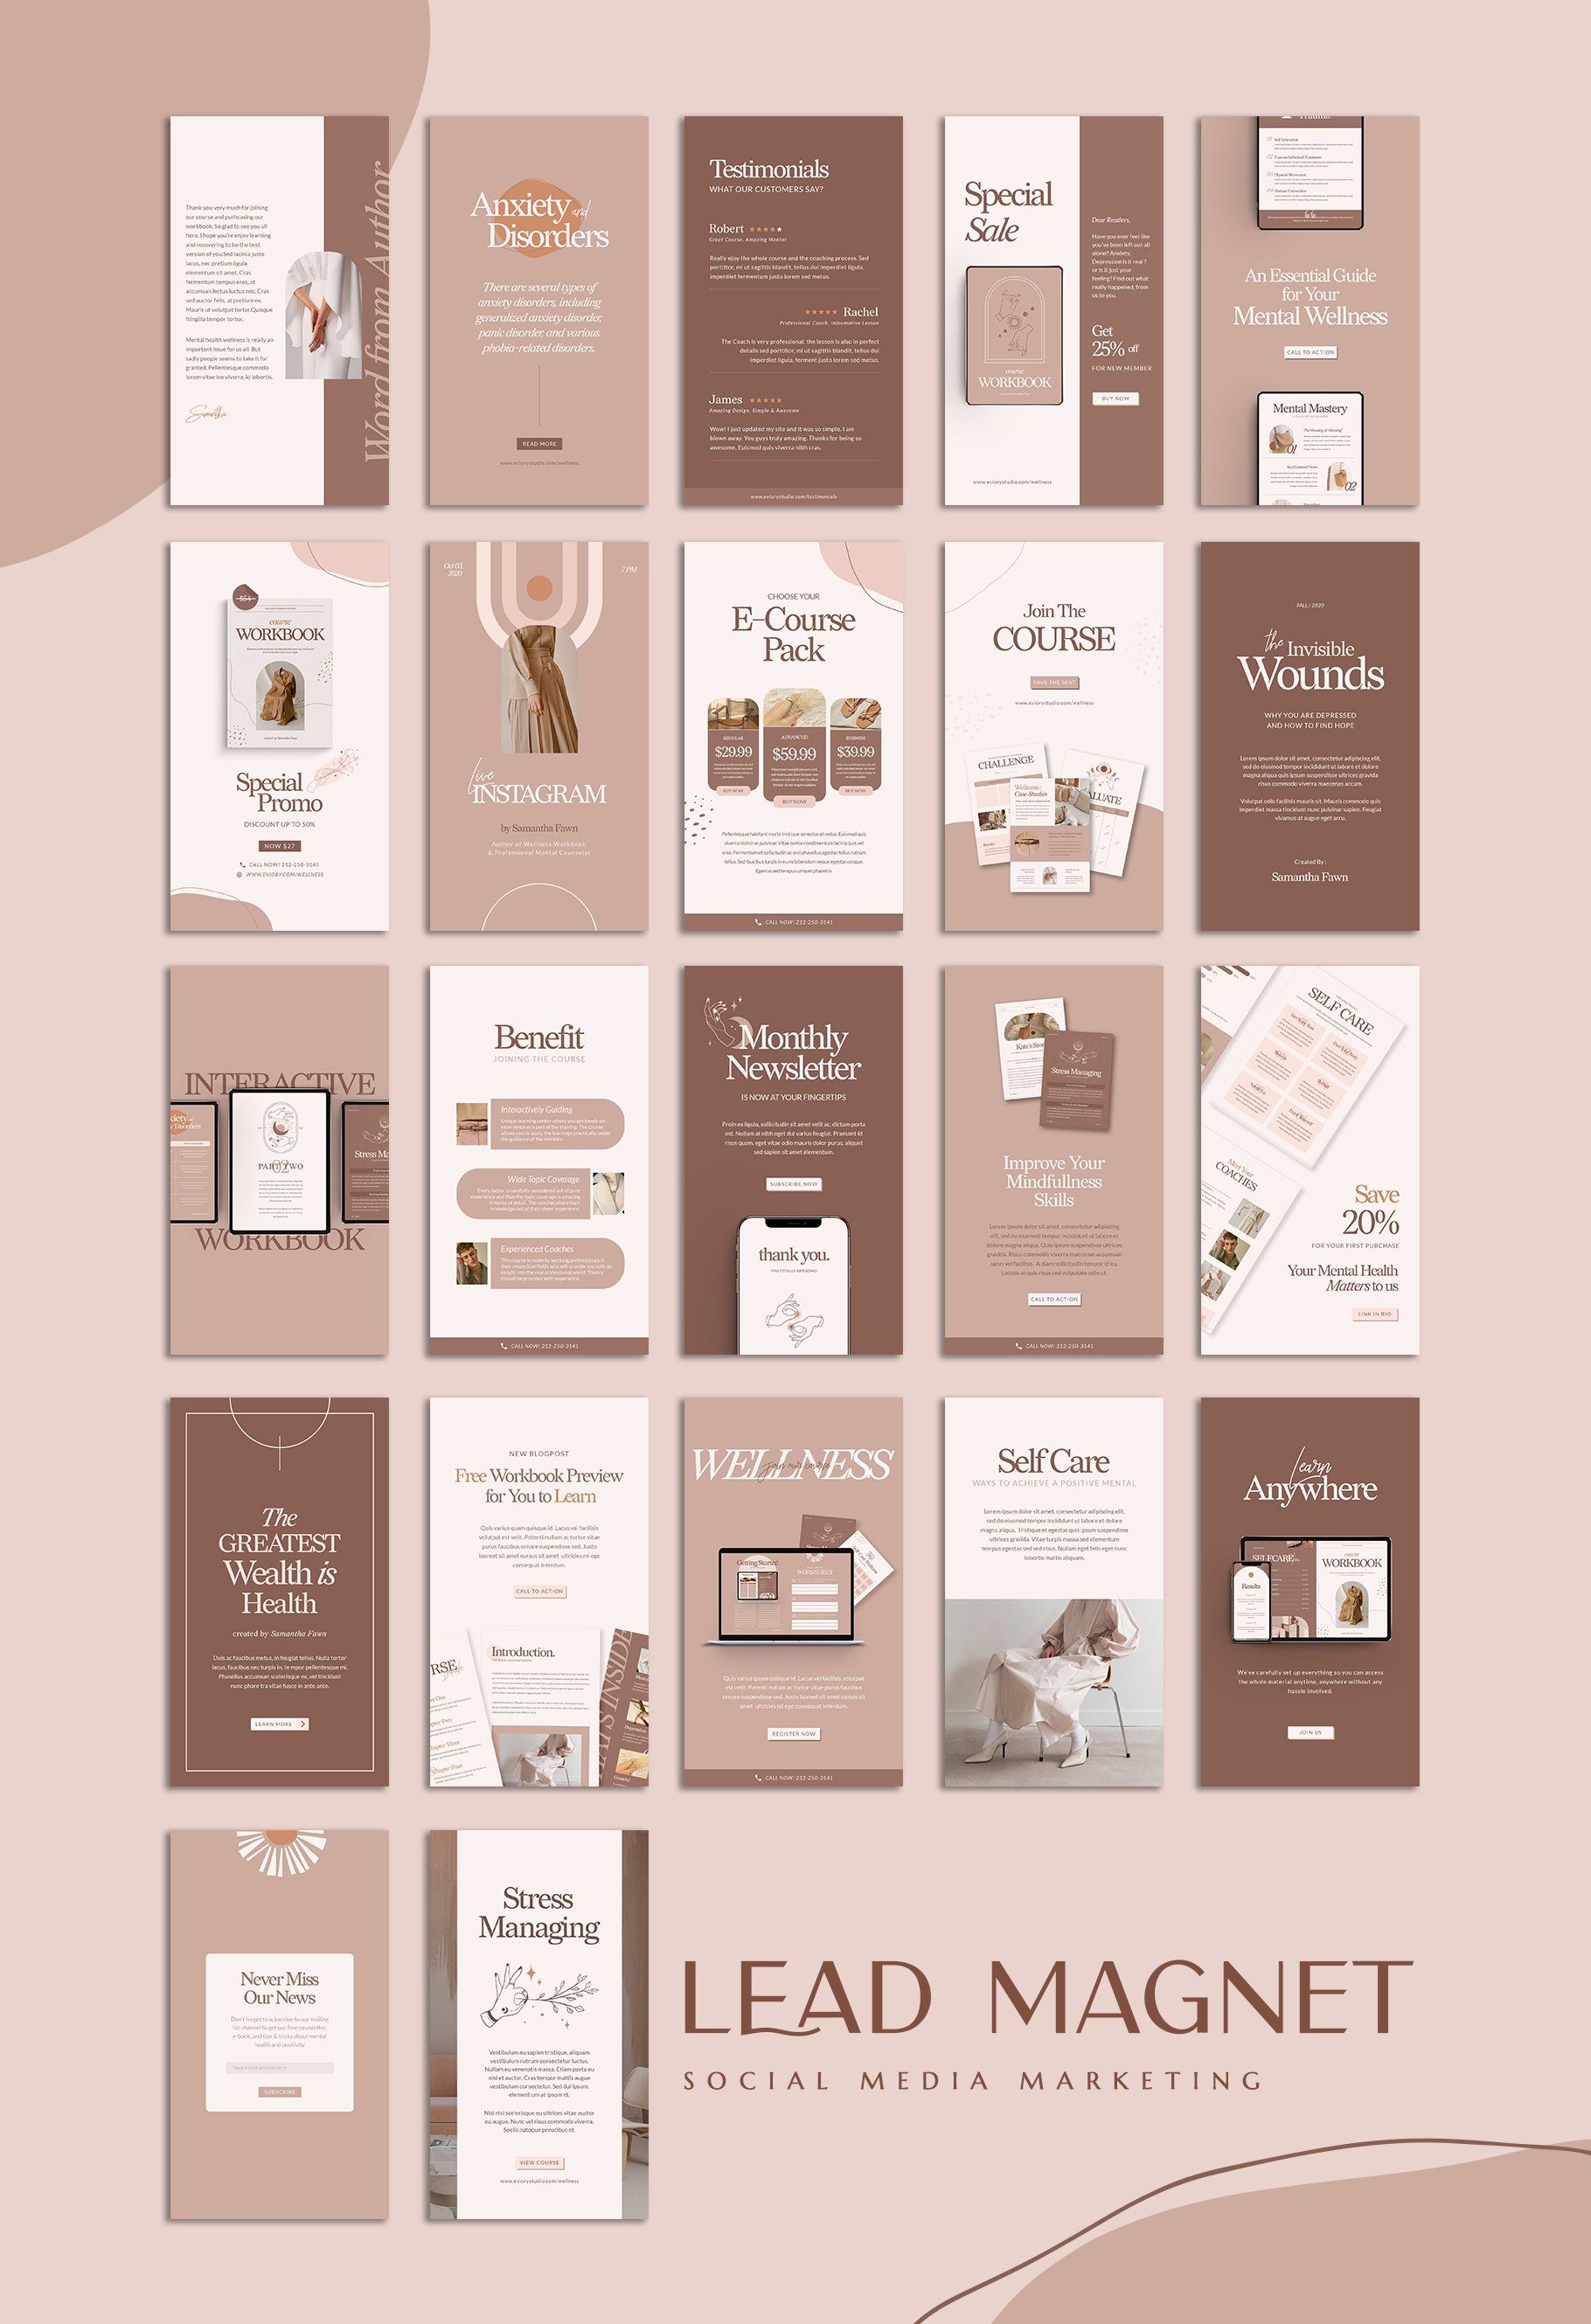 Thank you very much for joining
our course and purhcasing our
workbook. So glad to see you all
here. I hope you're enjoy learning
and recovering to be the best
version of you Sed lacinia justo
lacus, nec pretium ligula
elementum sit amet. Cras
fermentum tempus eros, at
accumsan lectus luctus nec. Cras
sed auctor felis, at pretium ex.
Mauris ut volutpat tortor. Quisque
fringilla tempor tortor.
Mental health wellness is really an
important issue for us all. But
sadly people seems to take it for
granted. Pellentesque commodo
lorem vitae leo viverra, id lobortis.
Samantha
Word from Author
Anxiety and
Disorders
There are several types of
anxiety disorders, including
generalized anxiety disorder,
panic disorder, and various
phobia-related disorders.
READ MORE
www.eviorystudio.com/wellness
Testimonials
WHAT OUR CUSTOMERS SAY?
Robert
Great Course, Amazing Mentor
Really enjoy the whole course and the coaching process. Sed
porttitor, mi ut sagittis blandit, tellus dui imperdiet ligula,
imperdiet fermentum justo lorem sed metus.
Rachel
Professional Coach, Informative Lesson
The Coach is very professional, the lesson is also in perfect
details sed porttitor, mi ut sagittis blandit, tellus dui
imperdiet ligula, ferment justo lorem sed metus.
James
Amazing Design, Simple & Awesome
Wow! I just updated my site and it was so simple. I am
blown away. You guys truly amazing. Thanks for being so
awesome. Euismod quis viverra nibh cras.
www.eviorystudio.com/testimonials
Special
Sale
course
WORKBOOK
www.eviorystudio.com/wellness
Dear Readers,
Have you ever feel like
you've been left out all
alone? Anxiety,
Depression is it real ?
or is it just your
feeling? Find out what
really happened, from
us to you.
Get
25% off
FOR NEW MEMBER
BUY NOW
Trauma
An Essential Guide
for Your
Mental Wellness
CALL TO ACTION
Mental Mastery
01
02
$54
course
WORKBOOK
Special
Promo
DISCOUNT UP TO 50%
NOW $27
CALL NOW! 212-250-3141
WWW.EVIORY.COM/WELLNESS
Oct 03,
2020
7 PM
Live
INSTAGRAM
by Samantha Fawn
Author of Wellness Workbook
& Professional Mental Counselor
CHOOSE YOUR
E-Course
Pack
REGULAR
$29.99
BUY NOW
ADVANCED
$59.99
BUY NOW
BUSINESS
$39.99
BUY NOW
Pellentesque habitant morbi tristique senectus et netus. Euismod quis
viverra nibh cras pulvinar. Vitae tortor condimentum lacinia quis vel
eros. Fermentum et sollicitudin ac orci phasellus egestas tellus rutrum
tellus. Sed faucibus turpis in eu mi bibendum neque egestas congue.
Egestas sed tempus urna et pharetra
CALL NOW! 212-250-3141
Join The
COURSE
SAVE THE SEAT
www.eviorystudio.com/wellness
CHALLENGE
Wellness :
Case Studies
FALL / 2020
the Invisible
Wounds
WHY YOU ARE DEPRESSED
AND HOW TO FIND HOPE
Lorem ipsum dolor sit amet, consectetur adipiscing elit,
sed do eiusmod tempor incididunt ut labore et dolore
magna aliqua quis ipsum suspendisse ultrices gravida
risus commodo viverra maecenas accum.
Volutpat odio facilisis mauris sit. Mauris commodo quis
imperdiet massa tincidunt nunc pulvinar sapien. Feugiat
vivamus at augue eget arcu.
Created By :
Samantha Fawn
INTERACTIVE
PART TWO
02
WORKBOOK
Benefit
JOINING THE COURSE
Interactively Guiding
Wide Topic Coverage
Experienced Coaches
CALL NOW! 212-250-3141
Monthly
Newsletter
IS NOW AT YOUR FINGERTIPS
Proin ex ligula, sollicitudin sit amet velit ac, dictum porta
est. Nullam at nibh eget dui varius feugiat. Praesent id
risus quam, eget vitae odio mauris dolor purus, aliquet
sed sapien sit amet elementum.
SUBSCRIBE NOW
thank you.
YOU TOTALLY AWESOME!
Kate's Story
Stress Managing
Improve Your
Mindfullness
Skills
Lorem ipsum dolor sit amet, consectetur adipiscing
elit, sed do eiusmod tempor incididunt ut labore et
dolore magna aliqua. Quis ipsum suspendisse ultrices
gravida. Risus commodo viverra maecenas accumsan
lacus vel facilisis. A diam sollicitudin tempor id eu.
Lacinia at quis risus sed vulputate odio ut.
CALL TO ACTION
CALL NOW! 212-250-3141
SELF CARE
Meet Your
COACHES
Save
20%
FOR YOUR FIRST PURCHASE
Your Mental Health
Matters to us
LINK IN BIO
The
GREATEST
Wealth is
Health
created by Samantha Fawn
Duis ac faucibus metus, in feugiat tellus. Nulla tortor
lacus, faucibus nec turpis in, tempor pellentesque mi.
Phasellus accumsan scelerisque ex, vel tincidunt
nunc pharetra vitae fusce in ante ante.
LEARN MORE
NEW BLOGPOST
Free Workbook Preview
for You to Learn
Quis varius quam quisque id. Lacus vel facilisis
volutpat est velit. Potenti nullam ac tortor vitae
purus faucibus ornare suspendisse sed. Justo
laoreet sit amet cursus sit amet ultricies mi ege
consequat interdum.
CALL TO ACTION
Introduction.
WELLNESS
Join our course
Getting Started
WORKSHEET
Quis varius quam quisque id. Lacus vel facilisis volutpat
est velit. Potenti nullam ac tortor vitae purus faucibus
ornare suspendisse sed. Justo laoreet sit amet cursus sit
amet ultricies mi ege consequat interdum.
REGISTER NOW
CALL NOW! 212-250-3141
Self Care
WAYS TO ACHIEVE A POSITIVE MENTAL
Lorem ipsum dolor sit amet, consectetur adipiscing elit,
sed do eiusmod tempor incididunt ut labore et dolore
magna aliqua. Tristique et egestas quis ipsum suspendisse
ultrices gravida. Vitae turpis massa sed elementum
tempus egestas sed sed risus. Nullam eget felis eget nunc
lobortis mattis aliquam.
learn
Anywhere
SELFCARE
Results
course
WORKBOOK
We've carefully set up everything so you can access
the whole material anytime, anywhere without any
hassle involved.
JOIN US
Never Miss
Our News
Don't forget to subscribe to our mailing
list channel to get our free newsletter,
e-book, and tips & tricks about mental
health and positivity
Your e-mail address here
SUBSCRIBE
Stress
Managing
Vestibulum eu sapien tristique, aliquam
vestibulum rutrum consectetur luctus.
Nullam eu venenatis massa. Etiam porta eu
nisl et auctor. Cras tempor mattis augue
vestibulum consectetur. Sed dui ipsum,
element um at ipsum et.
Nisl nisi scelerisque eu ultrices vitae auctor
eu augue. Nunc vel risus commodo viverra.
Sociis natoque penatibus et.
VIEW COURSE
www.eviorystudio.com/wellness
LEAD MAGNET
SOCIAL MEDIA MARKETING